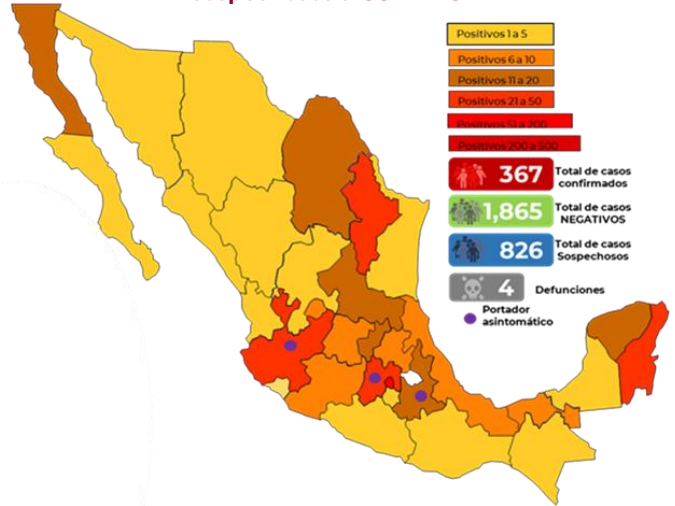 Positivos 1 a 5
Positivos 6 a 10
Positivos 11 a 20
Positivos 21 a 50
Positivos 51 a 200
Positivos 200 a 500
367 Total de casos
confirmados
1,865 Total de casos
NEGATIVOS
826 Total de casos
Sospechosos
4 Defunciones
Portador
asintomático